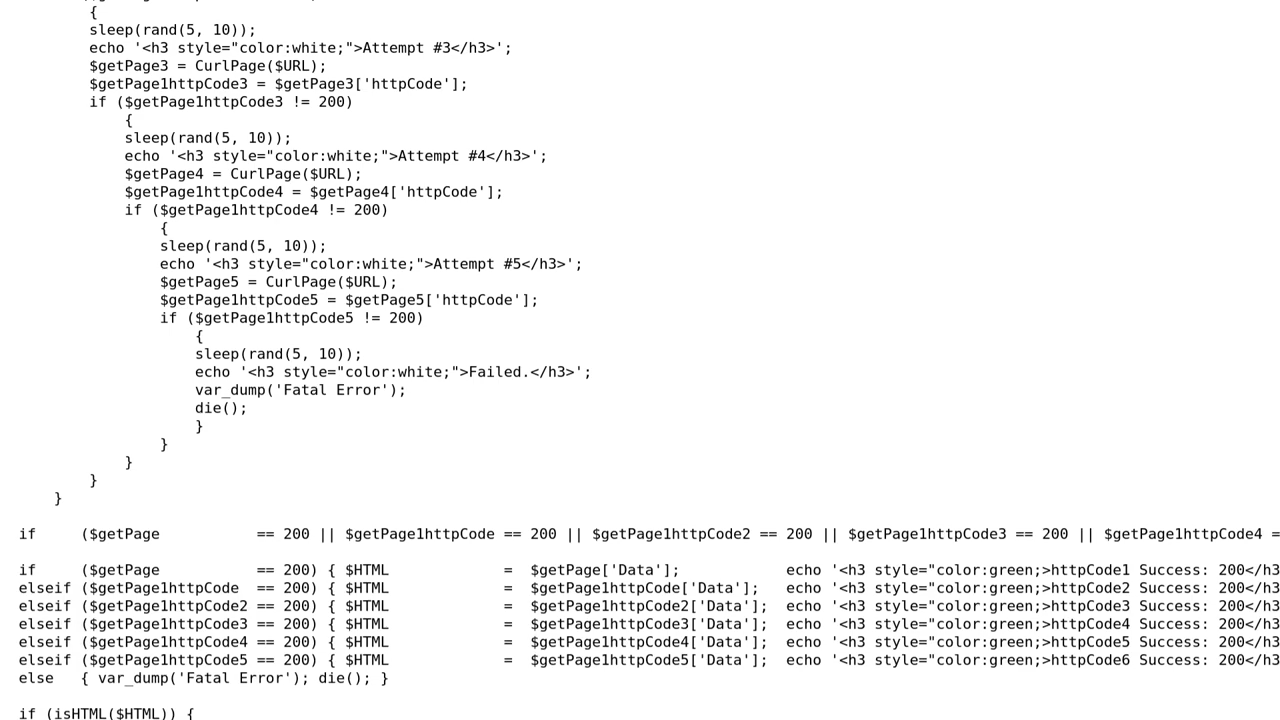 {
sleep(rand(5, 10));
echo '<h3 style="color:white;">Attempt #3</h3>';
$getPage3 = CurlPage($URL);
$getPage1httpCode3 = $getPage3['httpCode'];
if ($getPage1httpCode3 != 200)
{
sleep(rand(5, 10));
echo '<h3 style="color:white;">Attempt #4</h3>';
$getPage4 = CurlPage($URL);
$getPage1httpCode4 = $getPage4['httpCode'];
if ($getPage1httpCode4 != 200)
{
sleep(rand(5, 10));
echo '<h3 style="color:white;">Attempt #5</h3>';
$getPage5 = CurlPage($URL);
$getPage1httpCode5 = $getPage5['httpCode'];
if ($getPage1httpCode5 != 200)
{
sleep(rand(5, 10));
echo '<h3 style="color:white;">Failed.</h3>';
var_dump('Fatal Error');
die();
}
}
}
}
}
if ($getPage == 200 || $getPage1httpCode == 200 || $getPage1httpCode2 == 200 || $getPage1httpCode3 == 200 || $getPage1httpCode4 =
if ($getPage == 200) { $HTML = $getPage['Data']; echo '<h3 style="color:green;>httpCode1 Success: 200</h3
elseif ($getPage1httpCode == 200) { $HTML = $getPage1httpCode['Data']; echo '<h3 style="color:green;>httpCode2 Success: 200</h3
elseif ($getPage1httpCode2 == 200) { $HTML = $getPage1httpCode2['Data']; echo '<h3 style="color:green;>httpCode3 Success: 200</h3
elseif ($getPage1httpCode3 == 200) { $HTML = $getPage1httpCode3['Data']; echo '<h3 style="color:green;>httpCode4 Success: 200</h3
elseif ($getPage1httpCode4 == 200) { $HTML = $getPage1httpCode4['Data']; echo '<h3 style="color:green;>httpCode5 Success: 200</h3
elseif ($getPage1httpCode5 == 200) { $HTML = $getPage1httpCode5['Data']; echo '<h3 style="color:green;>httpCode6 Success: 200</h3
else { var_dump('Fatal Error'); die(); }
if (isHTML($HTML)) {